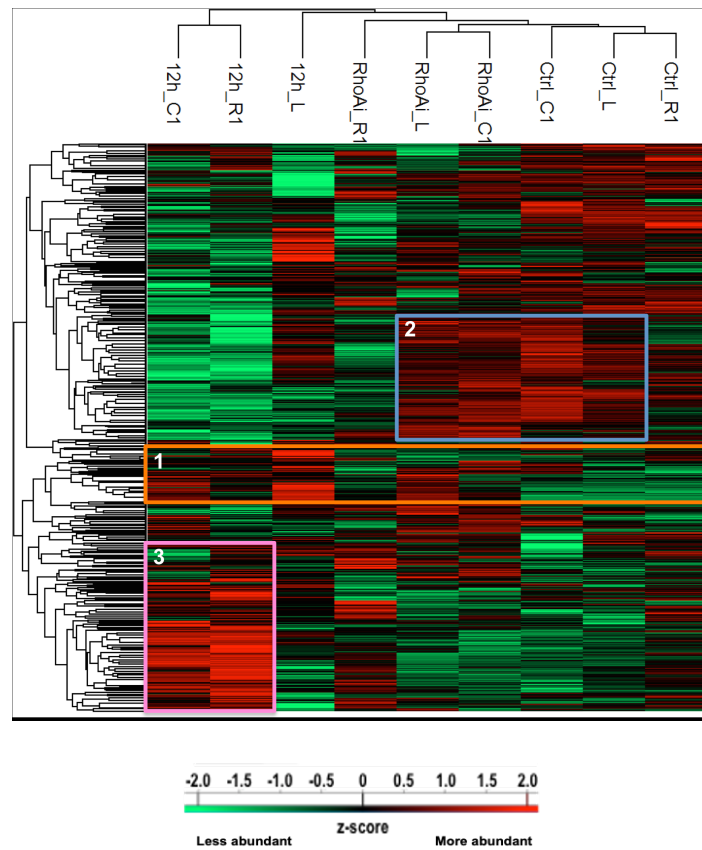 12h_C1
12h_R1
12h_L
RhoAi_R1
RhoAi_L
RhoAi_C1
Ctrl_C1
Ctrl_L
Ctrl_R1
2
1
3
-2.0 -1.5 -1.0 -0.5 0 0.5 1.0 1.5 2.0
z-score
Less abundant More abundant